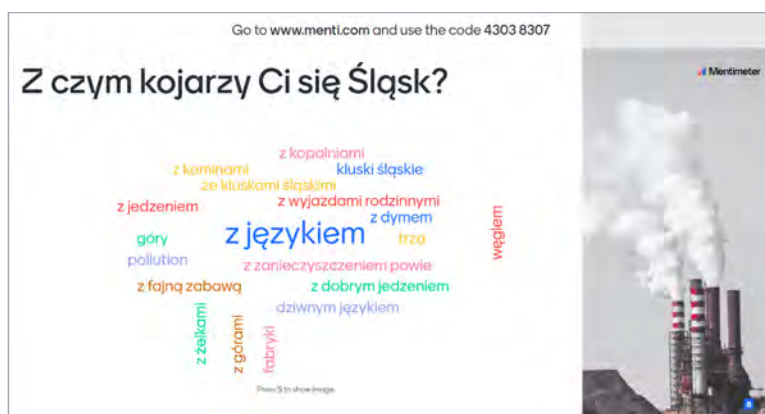 Go to www.menti.com and use the code 4303 8307
Mentimeter
Z czym kojarzy Ci się Śląsk?
z kopalniami
z kominami
kluski śląskie
ze kluskami śląskimi
z jedzeniem
z wyjazdami rodzinnymi
z dymem
góry
z językiem
trza
węglem
pollution
z zanieczyszczeniem powie
z fajną zabawą
z dobrym jedzeniem
dziwnym językiem
z żelkami
z górami
fabryki
Press S to show image